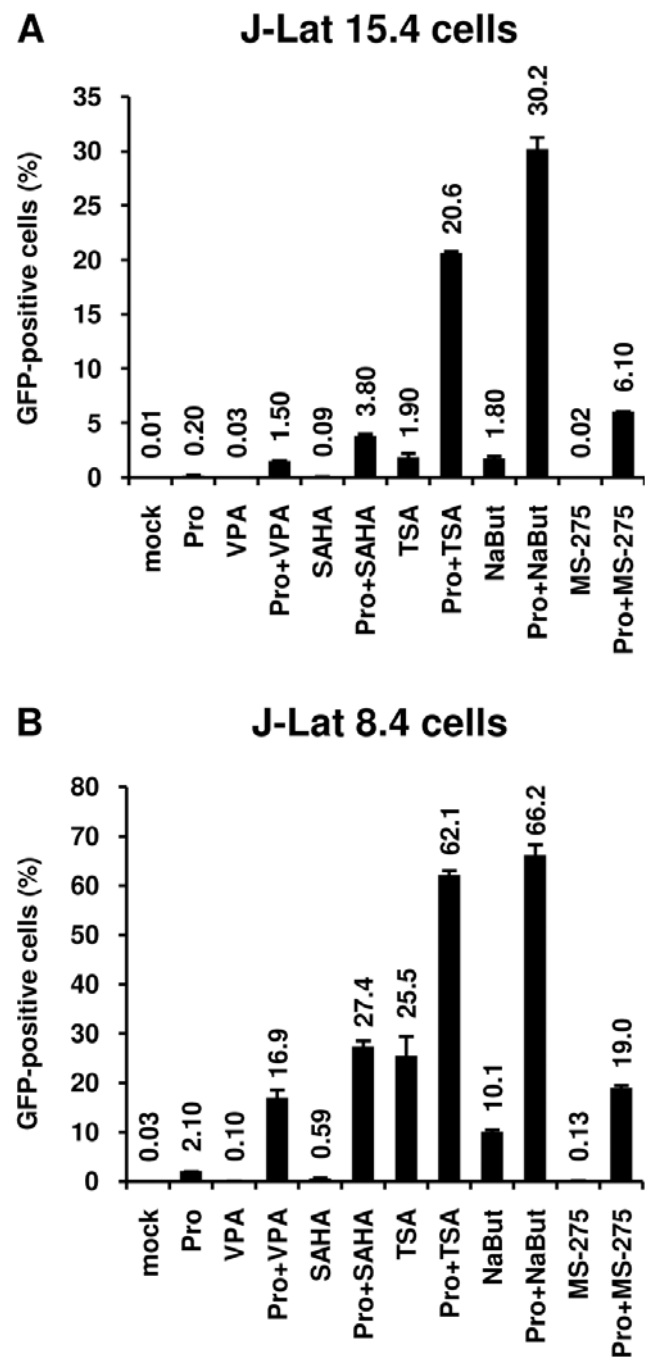 A J-Lat 15.4 cells
GFP-positive cells (%)
35
30
25
20
15
10
5
0
0.01
0.20
0.03
1.50
0.09
3.80
1.90
20.6
1.80
30.2
0.02
6.10
mock
Pro
VPA
Pro+VPA
SAHA
Pro+SAHA
TSA
Pro+TSA
NaBut
Pro+NaBut
MS-275
Pro+MS-275
B J-Lat 8.4 cells
GFP-positive cells (%)
80
70
60
50
40
30
20
10
0
0.03
2.10
0.10
16.9
0.59
27.4
25.5
62.1
10.1
66.2
0.13
19.0
mock
Pro
VPA
Pro+VPA
SAHA
Pro+SAHA
TSA
Pro+TSA
NaBut
Pro+NaBut
MS-275
Pro+MS-275